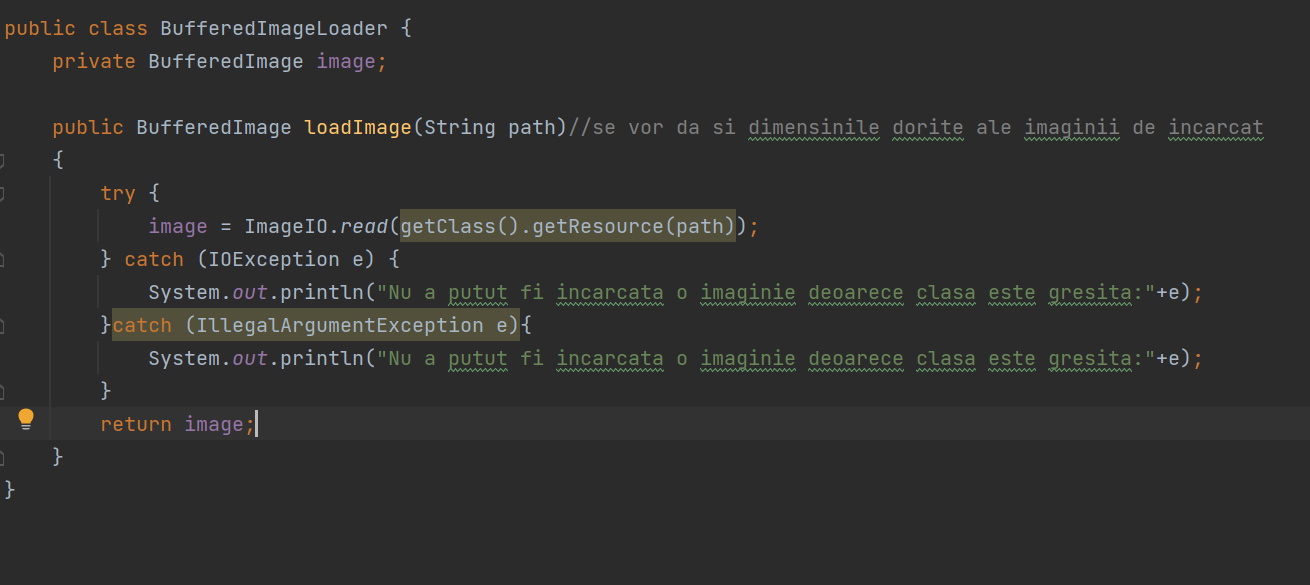 public class BufferedImageLoader {
private BufferedImage image;
public BufferedImage loadImage(String path)//se vor da si dimensinile dorite ale imaginii de incarcat
{
try {
image = ImageIO.read(getClass().getResource(path));
} catch (IOException e) {
System.out.println("Nu a putut fi incarcata o imaginie deoarece clasa este gresita:"+e);
}catch (IllegalArgumentException e){
System.out.println("Nu a putut fi incarcata o imaginie deoarece clasa este gresita:"+e);
}
return image;
}
}